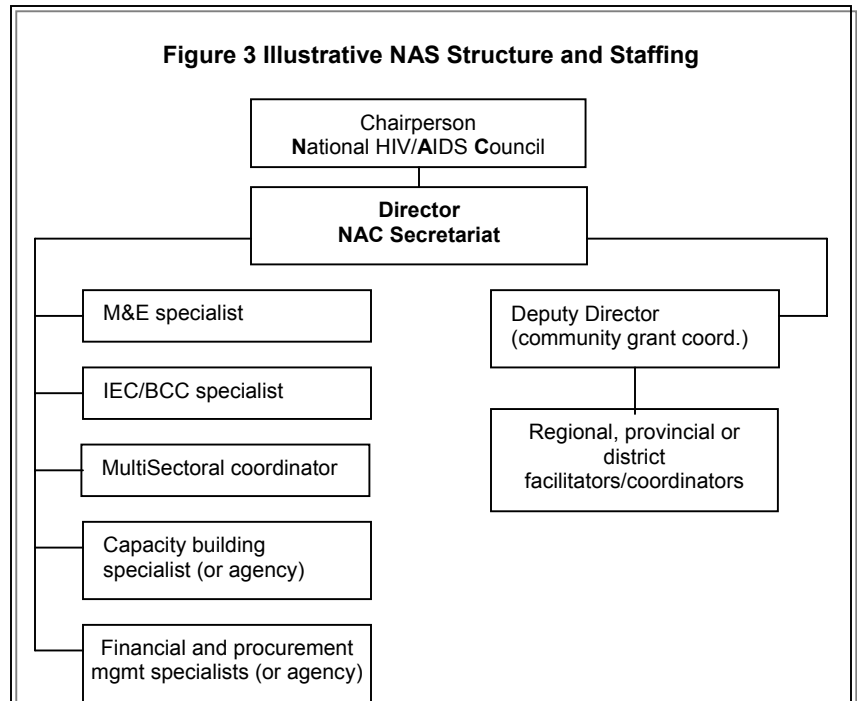 Figure 3 Illustrative NAS Structure and Staffing
Chairperson
National HIV/AIDS Council
Director
NAC Secretariat
M&E specialist
IEC/BCC specialist
MultiSectoral coordinator
Capacity building
specialist (or agency)
Financial and procurement
mgmt specialists (or agency)
Deputy Director
(community grant coord.)
Regional, provincial or
district
facilitators/coordinators